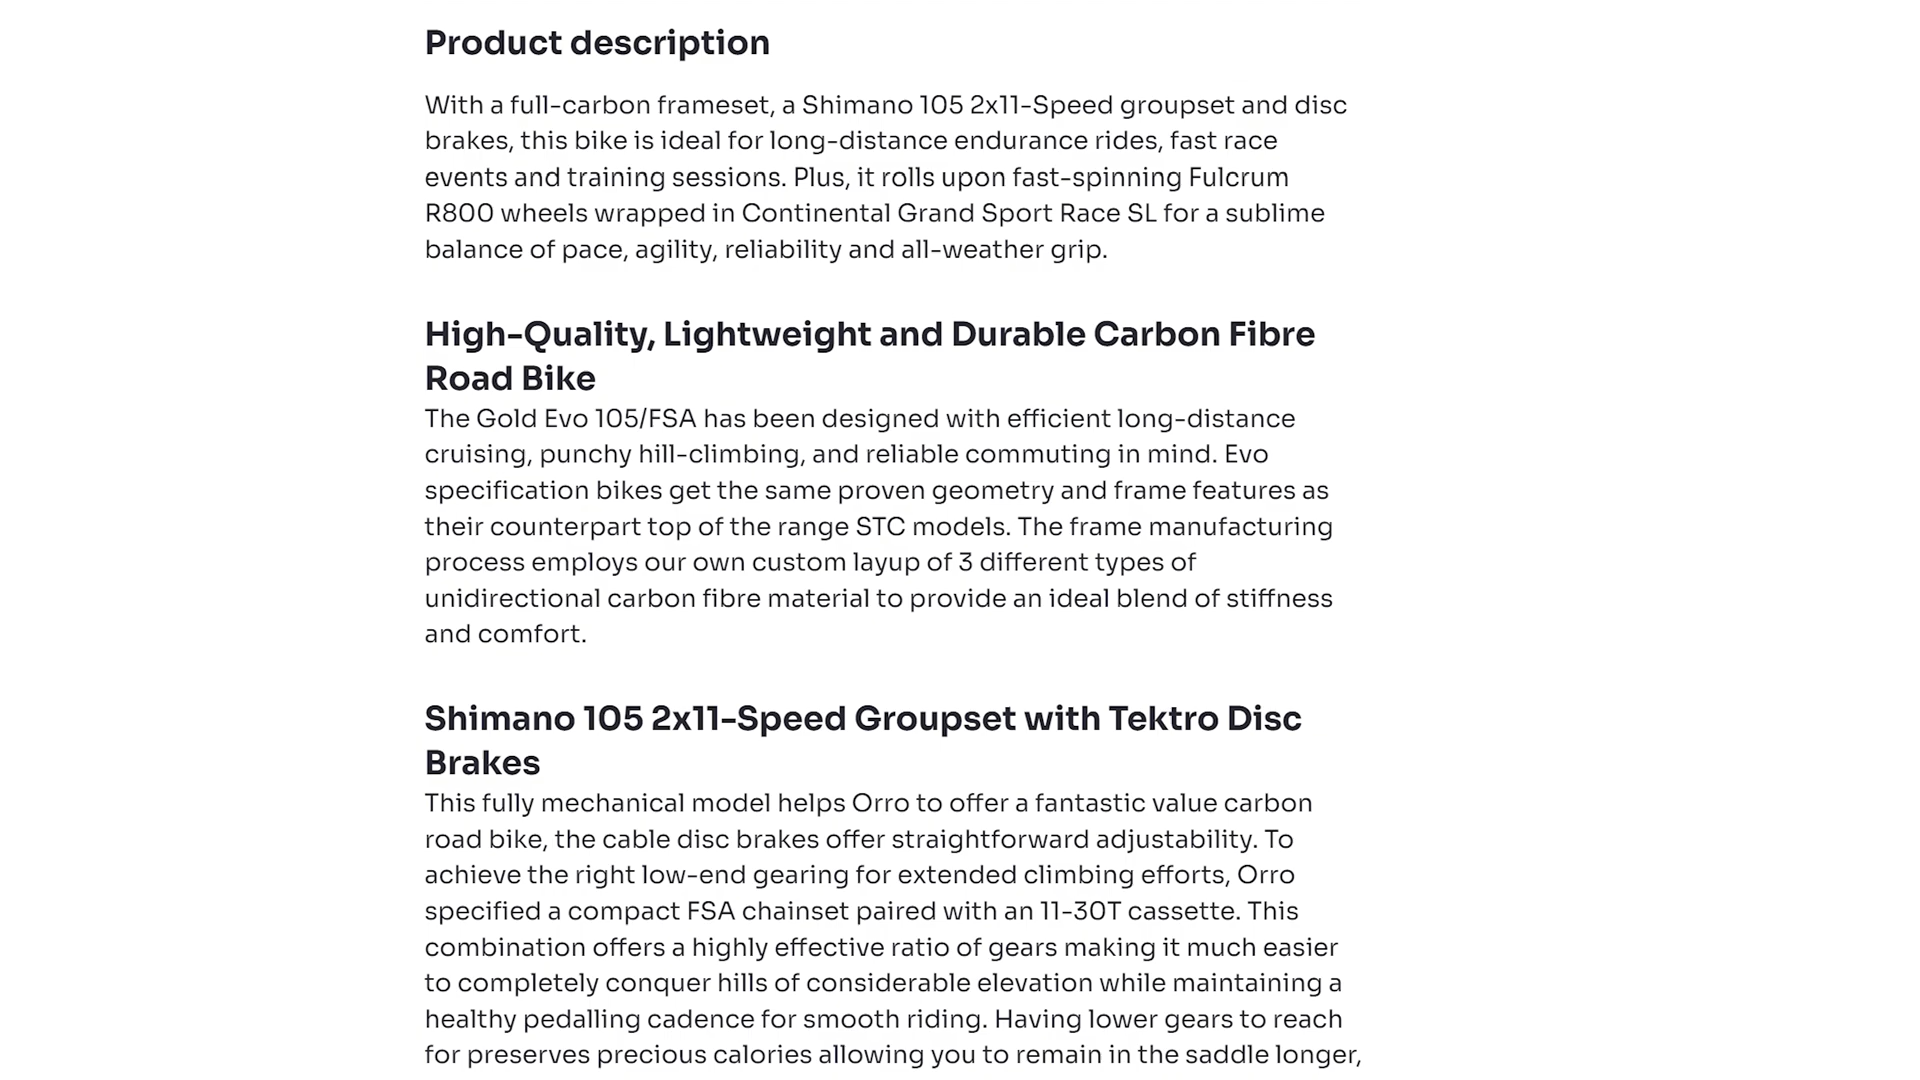 Product description
With a full-carbon frameset, a Shimano 105 2x11-Speed groupset and disc
brakes, this bike is ideal for long-distance endurance rides, fast race
events and training sessions. Plus, it rolls upon fast-spinning Fulcrum
R800 wheels wrapped in Continental Grand Sport Race SL for a sublime
balance of pace, agility, reliability and all-weather grip.
High-Quality, Lightweight and Durable Carbon Fibre
Road Bike
The Gold Evo 105/FSA has been designed with efficient long-distance
cruising, punchy hill-climbing, and reliable commuting in mind. Evo
specification bikes get the same proven geometry and frame features as
their counterpart top of the range STC models. The frame manufacturing
process employs our own custom layup of 3 different types of
unidirectional carbon fibre material to provide an ideal blend of stiffness
and comfort.
Shimano 105 2x11-Speed Groupset with Tektro Disc
Brakes
This fully mechanical model helps Orro to offer a fantastic value carbon
road bike, the cable disc brakes offer straightforward adjustability. To
achieve the right low-end gearing for extended climbing efforts, Orro
specified a compact FSA chainset paired with an 11-30T cassette. This
combination offers a highly effective ratio of gears making it much easier
to completely conquer hills of considerable elevation while maintaining a
healthy pedalling cadence for smooth riding. Having lower gears to reach
for preserves precious calories allowing you to remain in the saddle longer,